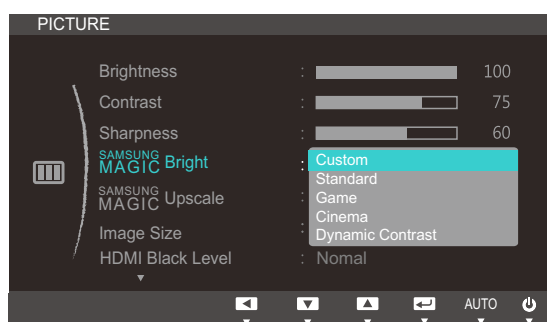 PICTURE
Brightness : 100
Contrast : 75
Sharpness : 60
SAMSUNG MAGIC Bright : Custom
Standard
SAMSUNG MAGIC Upscale : Game
Cinema
Image Size : Dynamic Contrast
HDMI Black Level : Nomal
AUTO